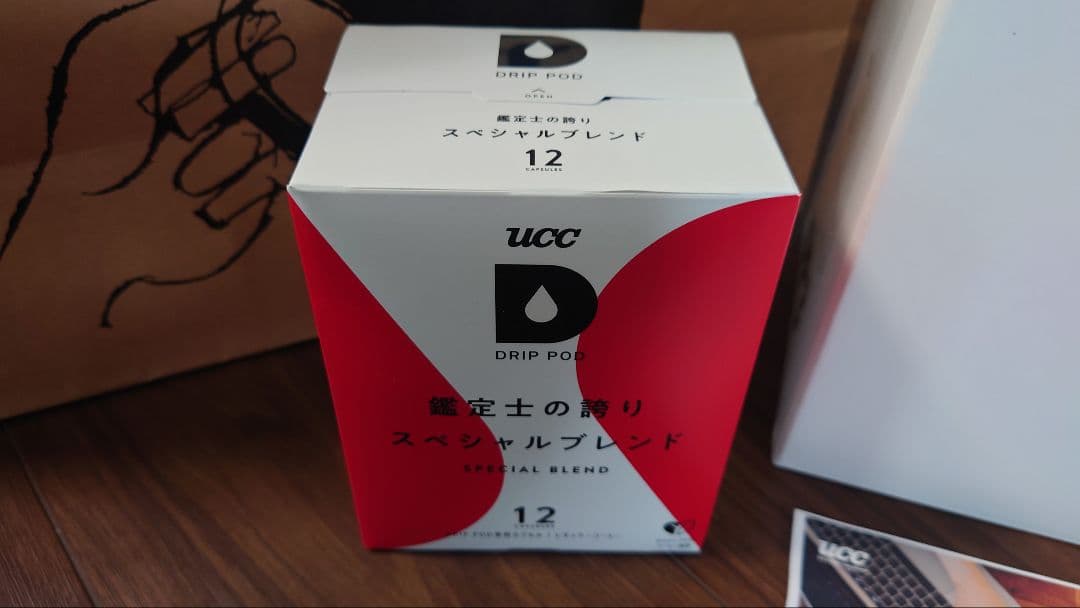 DRIP POD
OPEN
鑑定士の誇り
スペシャルブレンド
12
CAPSULES
ucc
DRIP POD
鑑定士の誇り
スペシャルブレンド
SPECIAL BLEND
12
CAPSULES
ucc